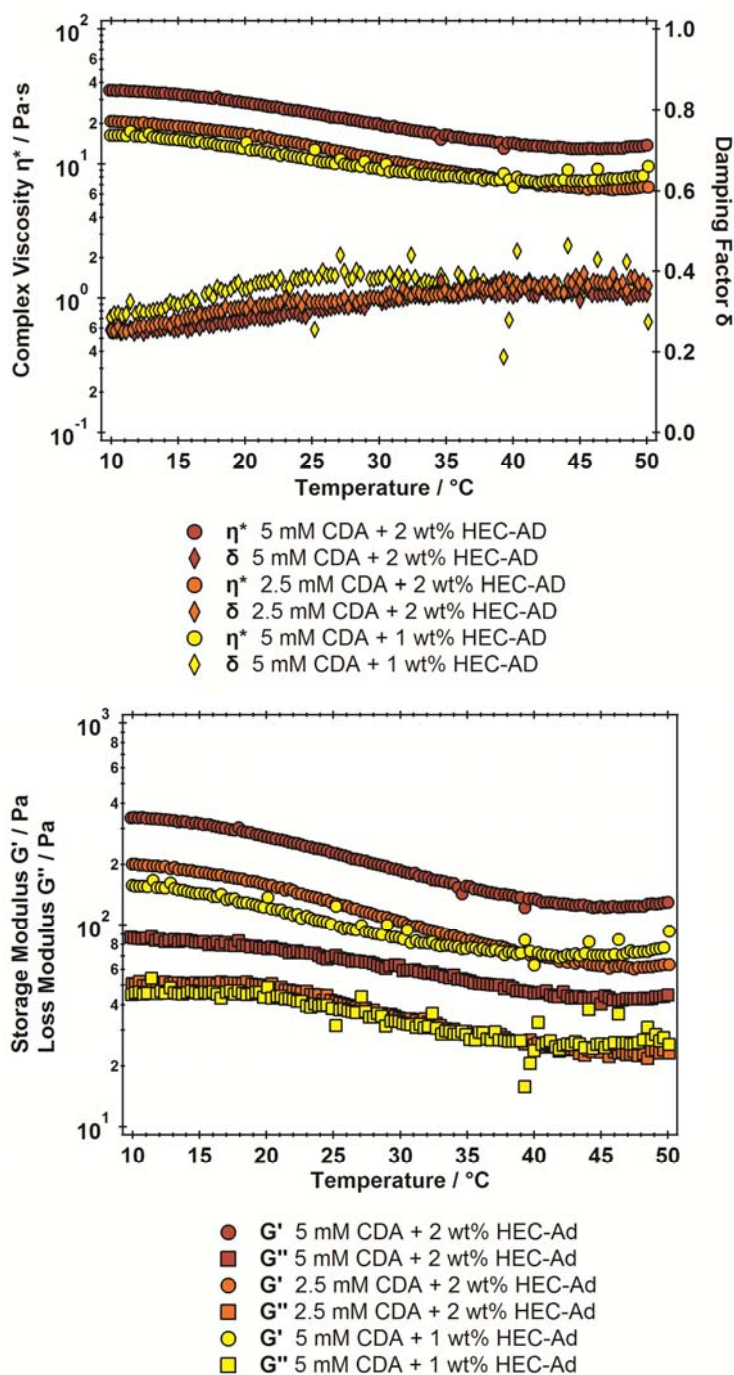 10²
8
6
4
2
10¹
8
6
4
2
10⁰
8
6
4
2
10⁻¹
Complex Viscosity η* / Pa·s
1.0
0.8
0.6
0.4
0.2
0.0
Damping Factor δ
10 15 20 25 30 35 40 45 50
Temperature / °C
η* 5 mM CDA + 2 wt% HEC-AD
δ 5 mM CDA + 2 wt% HEC-AD
η* 2.5 mM CDA + 2 wt% HEC-AD
δ 2.5 mM CDA + 2 wt% HEC-AD
η* 5 mM CDA + 1 wt% HEC-AD
δ 5 mM CDA + 1 wt% HEC-AD
10³
8
6
4
2
10²
8
6
4
2
10¹
Storage Modulus G' / Pa
Loss Modulus G'' / Pa
10 15 20 25 30 35 40 45 50
Temperature / °C
G' 5 mM CDA + 2 wt% HEC-Ad
G'' 5 mM CDA + 2 wt% HEC-Ad
G' 2.5 mM CDA + 2 wt% HEC-Ad
G'' 2.5 mM CDA + 2 wt% HEC-Ad
G' 5 mM CDA + 1 wt% HEC-Ad
G'' 5 mM CDA + 1 wt% HEC-Ad